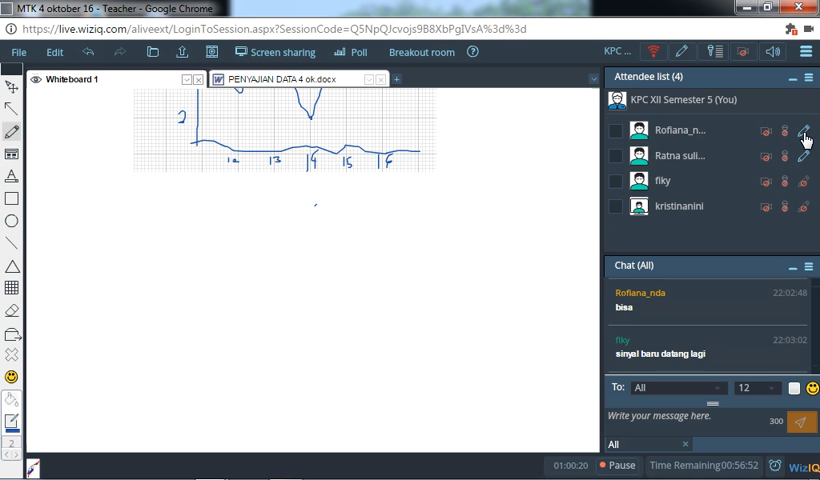 MTK 4 oktober 16 - Teacher - Google Chrome
https://live.wiziq.com/aliveext/LoginToSession.aspx?SessionCode=Q5NpQJcvojs9B8XbPgIVsA%3d%3d
File Edit Screen sharing Poll Breakout room KPC ...
Whiteboard 1 PENYAJIAN DATA 4 ok.docx
Attendee list (4)
KPC XII Semester 5 (You)
Rofiana_n...
Ratna suli...
fiky
kristinanini
2
13 14 15 16
Chat (All)
Rofiana_nda 22:02:48
bisa
fiky 22:03:02
sinyal baru datang lagi
To: All 12
Write your message here. 300
All
2
01:00:20 Pause Time Remaining00:56:52 WizIQ